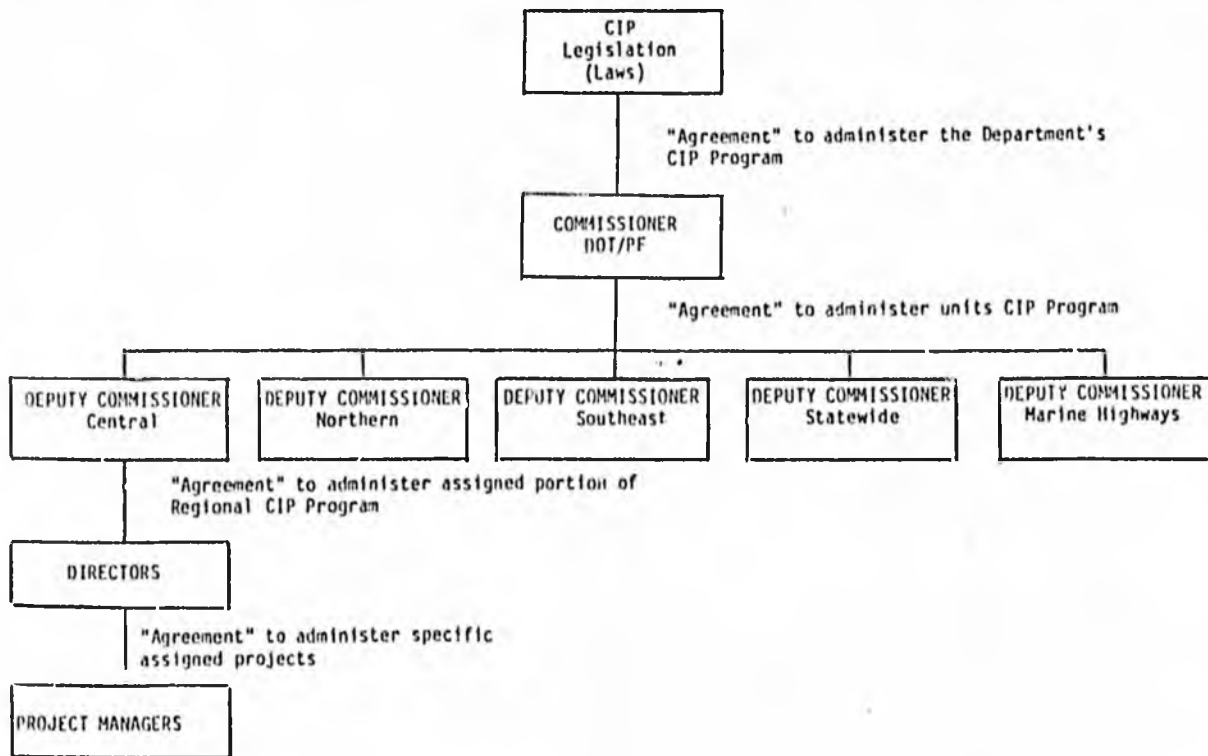 CIP
Legislation
(Laws)
"Agreement" to administer the Department's
CIP Program
COMMISSIONER
DOT/PF
"Agreement" to administer units CIP Program
DEPUTY COMMISSIONER
Central
DEPUTY COMMISSIONER
Northern
DEPUTY COMMISSIONER
Southeast
DEPUTY COMMISSIONER
Statewide
DEPUTY COMMISSIONER
Marine Highways
"Agreement" to administer assigned portion of
Regional CIP Program
DIRECTORS
"Agreement" to administer specific
assigned projects
PROJECT MANAGERS